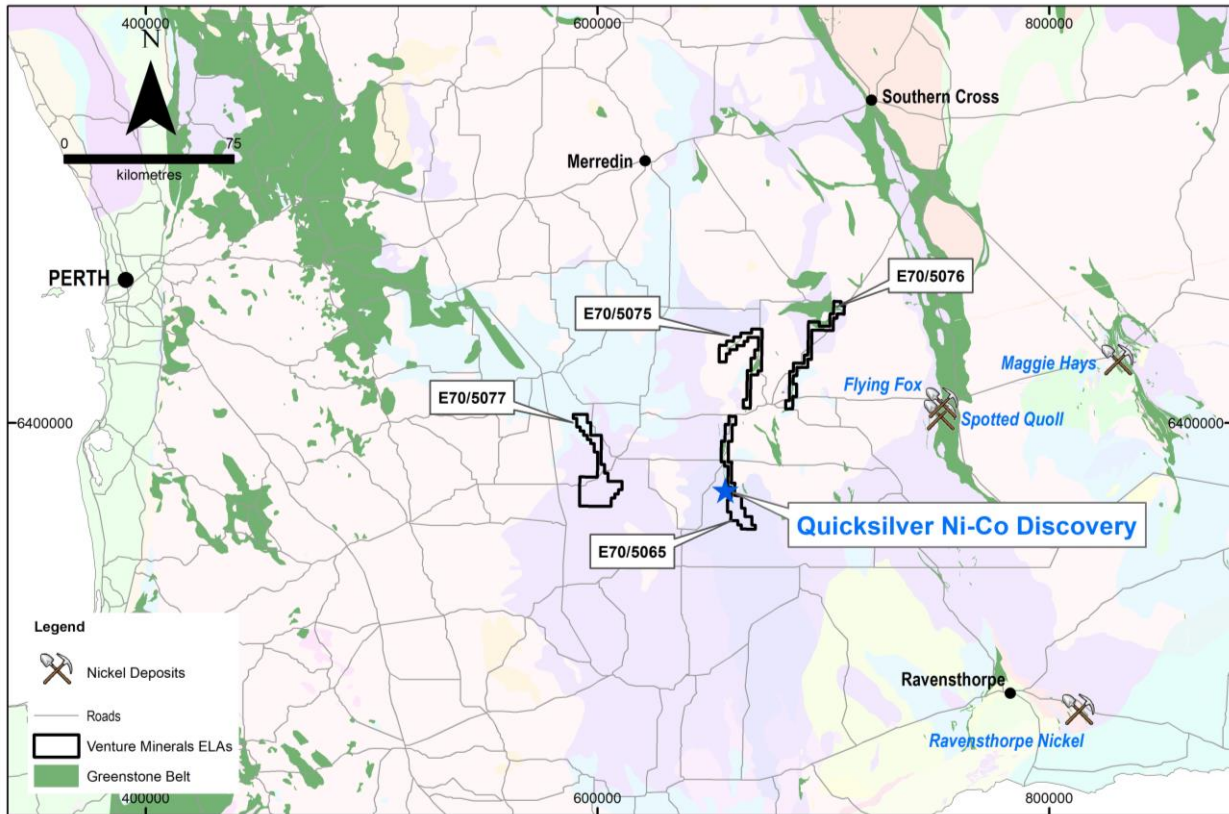 400000
600000
800000
N
0
75
kilometres
Southern Cross
Merredin
PERTH
E70/5076
E70/5075
Maggie Hays
Flying Fox
E70/5077
Spotted Quoll
6400000
6400000
Quicksilver Ni-Co Discovery
E70/5065
Legend
Nickel Deposits
Roads
Venture Minerals ELAs
Greenstone Belt
Ravensthorpe
Ravensthorpe Nickel
400000
600000
800000